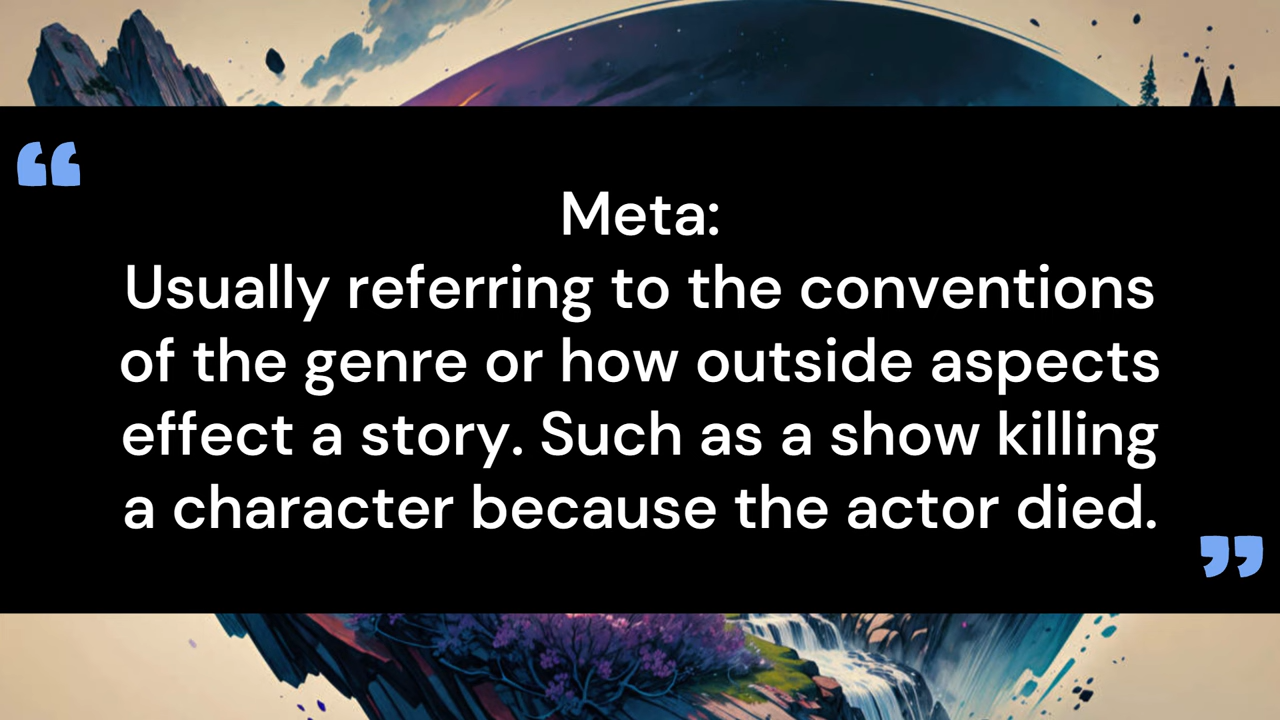 “
Meta:
Usually referring to the conventions
of the genre or how outside aspects
effect a story. Such as a show killing
a character because the actor died.
”